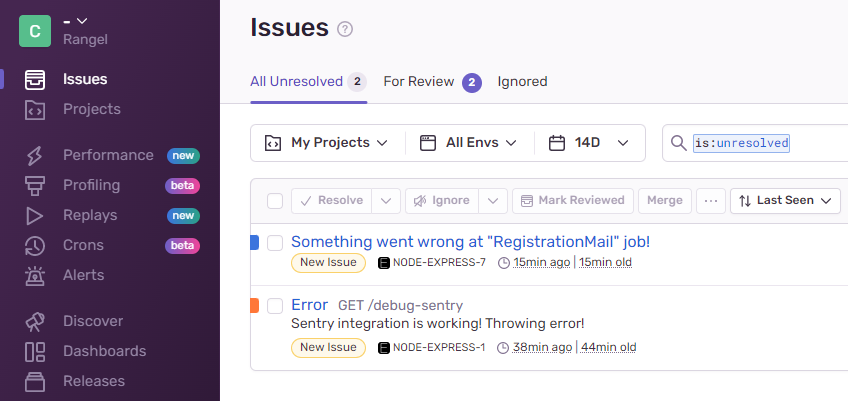 C
-
Rangel
Issues
Projects
Performance new
Profiling beta
Replays new
Crons beta
Alerts
Discover
Dashboards
Releases
Issues ?
All Unresolved 2 For Review 2 Ignored
My Projects All Envs 14D is:unresolved
Resolve Ignore Mark Reviewed Merge ... Last Seen
Something went wrong at "RegistrationMail" job!
New Issue NODE-EXPRESS-7 15min ago | 15min old
Error GET /debug-sentry
Sentry integration is working! Throwing error!
New Issue NODE-EXPRESS-1 38min ago | 44min old